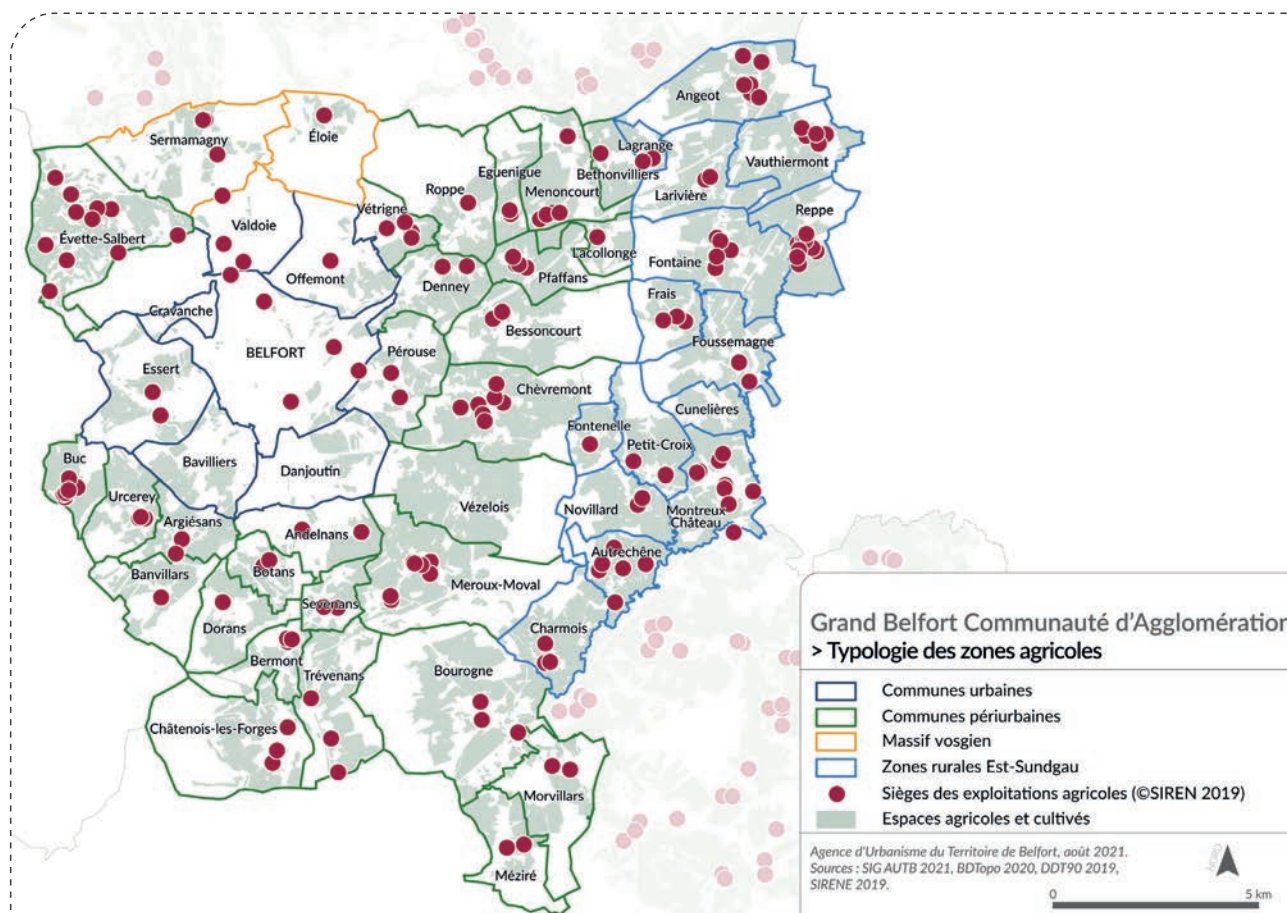 Angeot
Sermamagny
Éloie
Lagrange
Vauthiermont
Eguenigue
Bethonvilliers
Roppe
Menoncourt
Larivière
Vétrigne
Reppe
Valdoie
Évette-Salbert
Lacollonge
Fontaine
Offemont
Pfaffans
Denney
Frais
Cravanche
Bessoncourt
Foussemagne
BELFORT
Pérouse
Essert
Chèvremont
Cunelières
Fontenelle
Petit-Croix
Buc
Bavilliers
Danjoutin
Urcerey
Vézelois
Novillard
Montreux
Château
Argiésans
Andelnans
Autrechêne
Banvillars
Botans
Meroux-Moval
Sevenans
Dorans
Charmois
Bermont
Trévenans
Bourogne
Châtenois-les-Forges
Morvillars
Méziré
Grand Belfort Communauté d'Agglomération
> Typologie des zones agricoles
Communes urbaines
Communes périurbaines
Massif vosgien
Zones rurales Est-Sundgau
Sièges des exploitations agricoles (©SIREN 2019)
Espaces agricoles et cultivés
Agence d'Urbanisme du Territoire de Belfort, août 2021.
Sources : SIG AUTB 2021, BDTopo 2020, DDT90 2019,
SIRENE 2019.
NORD
0 5 km